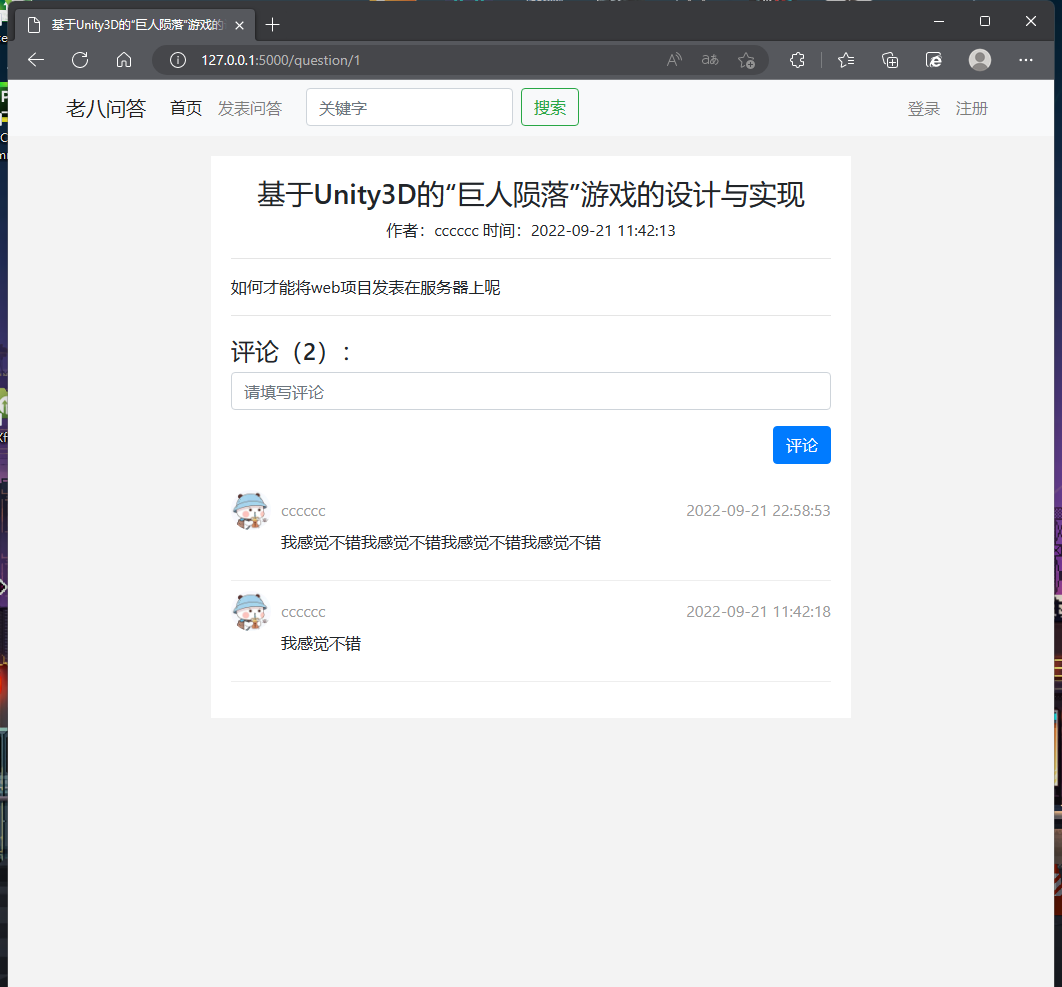 基于Unity3D的“巨人陨落”游戏的
127.0.0.1:5000/question/1
老八问答 首页 发表问答 关键字 搜索 登录 注册
基于Unity3D的“巨人陨落”游戏的设计与实现
作者：cccccc 时间：2022-09-21 11:42:13
如何才能将web项目发表在服务器上呢
评论（2）：
请填写评论
评论
cccccc 2022-09-21 22:58:53
我感觉不错我感觉不错我感觉不错我感觉不错
cccccc 2022-09-21 11:42:18
我感觉不错